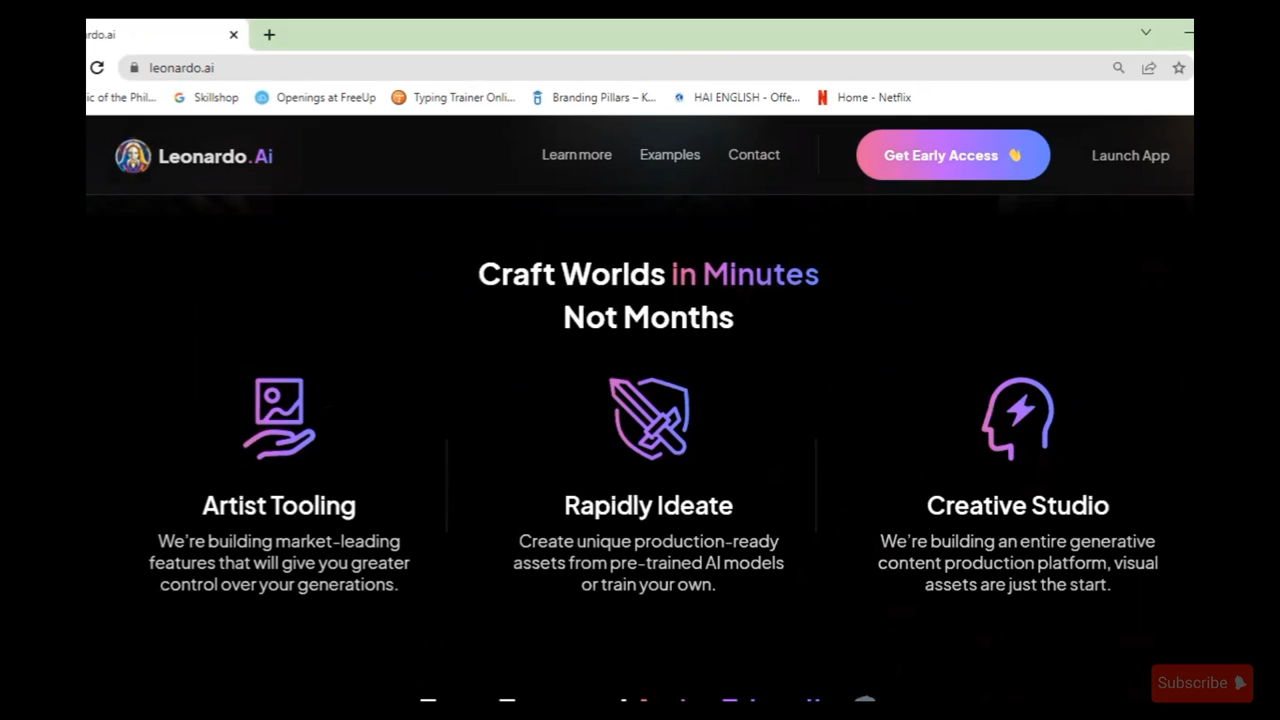 rdo.ai
leonardo.ai
ic of the Phil... Skillshop Openings at FreeUp Typing Trainer Onli... Branding Pillars – K... HAI ENGLISH - Offe... Home - Netflix
Leonardo.Ai Learn more Examples Contact Get Early Access Launch App
Craft Worlds in Minutes
Not Months
Artist Tooling
We're building market-leading
features that will give you greater
control over your generations.
Rapidly Ideate
Create unique production-ready
assets from pre-trained AI models
or train your own.
Creative Studio
We're building an entire generative
content production platform, visual
assets are just the start.
Subscribe